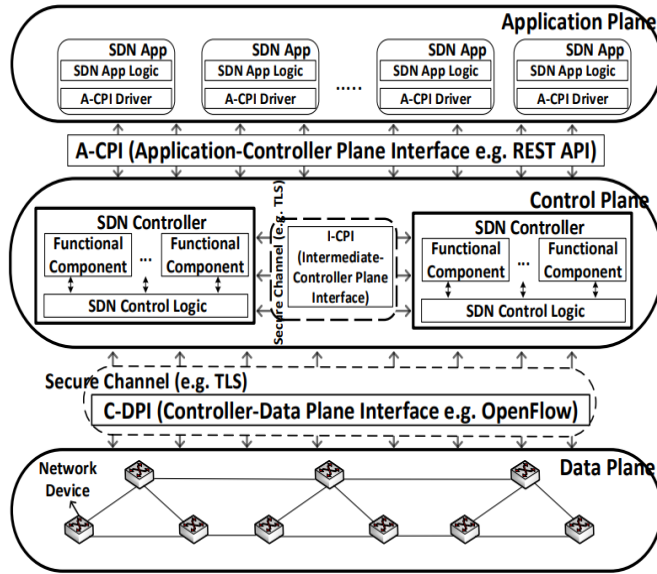 Application Plane
SDN App SDN App SDN App SDN App
SDN App Logic SDN App Logic SDN App Logic SDN App Logic
.....
A-CPI Driver A-CPI Driver A-CPI Driver A-CPI Driver
A-CPI (Application-Controller Plane Interface e.g. REST API)
Control Plane
SDN Controller
Functional
Component
...
Functional
Component
SDN Control Logic
Secure Channel (e.g. TLS)
I-CPI
(Intermediate-
Controller Plane
Interface)
SDN Controller
Functional
Component
...
Functional
Component
SDN Control Logic
Secure Channel (e.g. TLS)
C-DPI (Controller-Data Plane Interface e.g. OpenFlow)
Data Plane
Network
Device